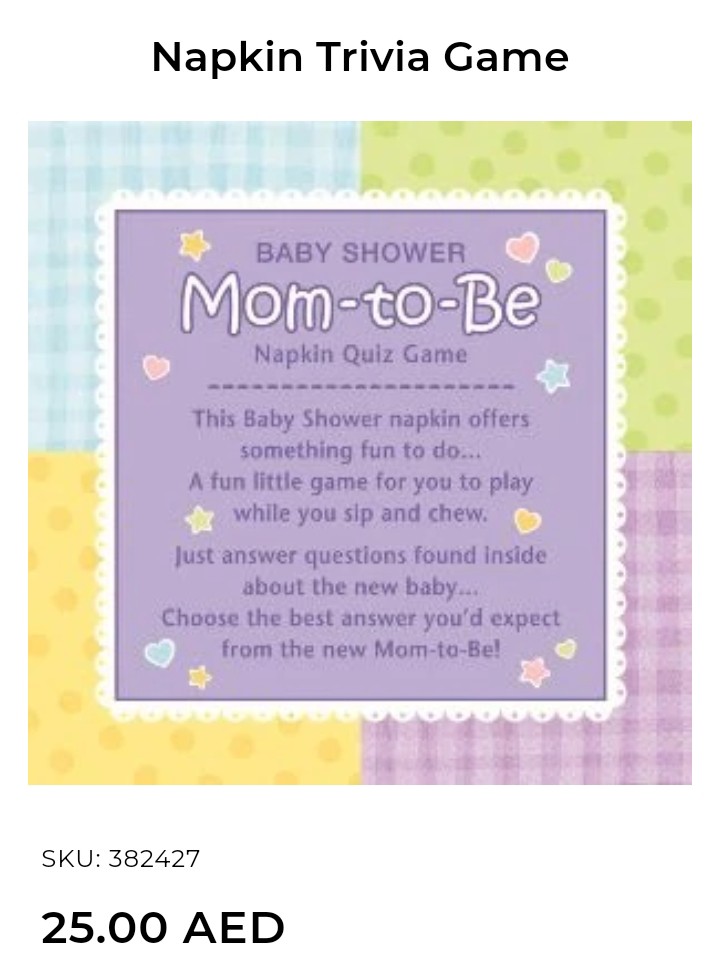 Napkin Trivia Game
BABY SHOWER
Mom-to-Be
Napkin Quiz Game
This Baby Shower napkin offers
something fun to do...
A fun little game for you to play
while you sip and chew.
Just answer questions found inside
about the new baby...
Choose the best answer you'd expect
from the new Mom-to-Be!
SKU: 382427
25.00 AED